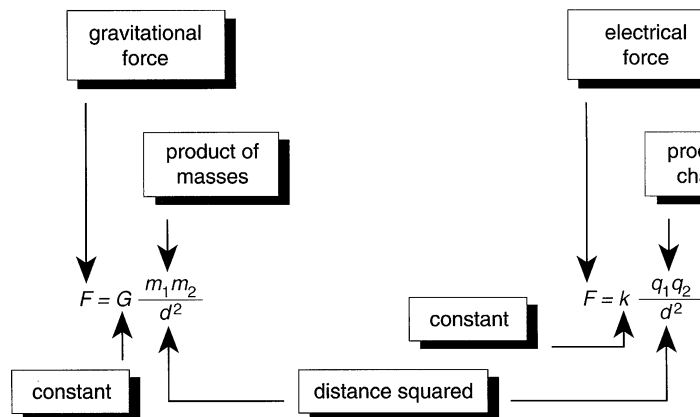 gravitational
force
electrical
force
product of
masses
F = G m₁m₂ / d²
F = k q₁q₂ / d²
constant
constant
distance squared